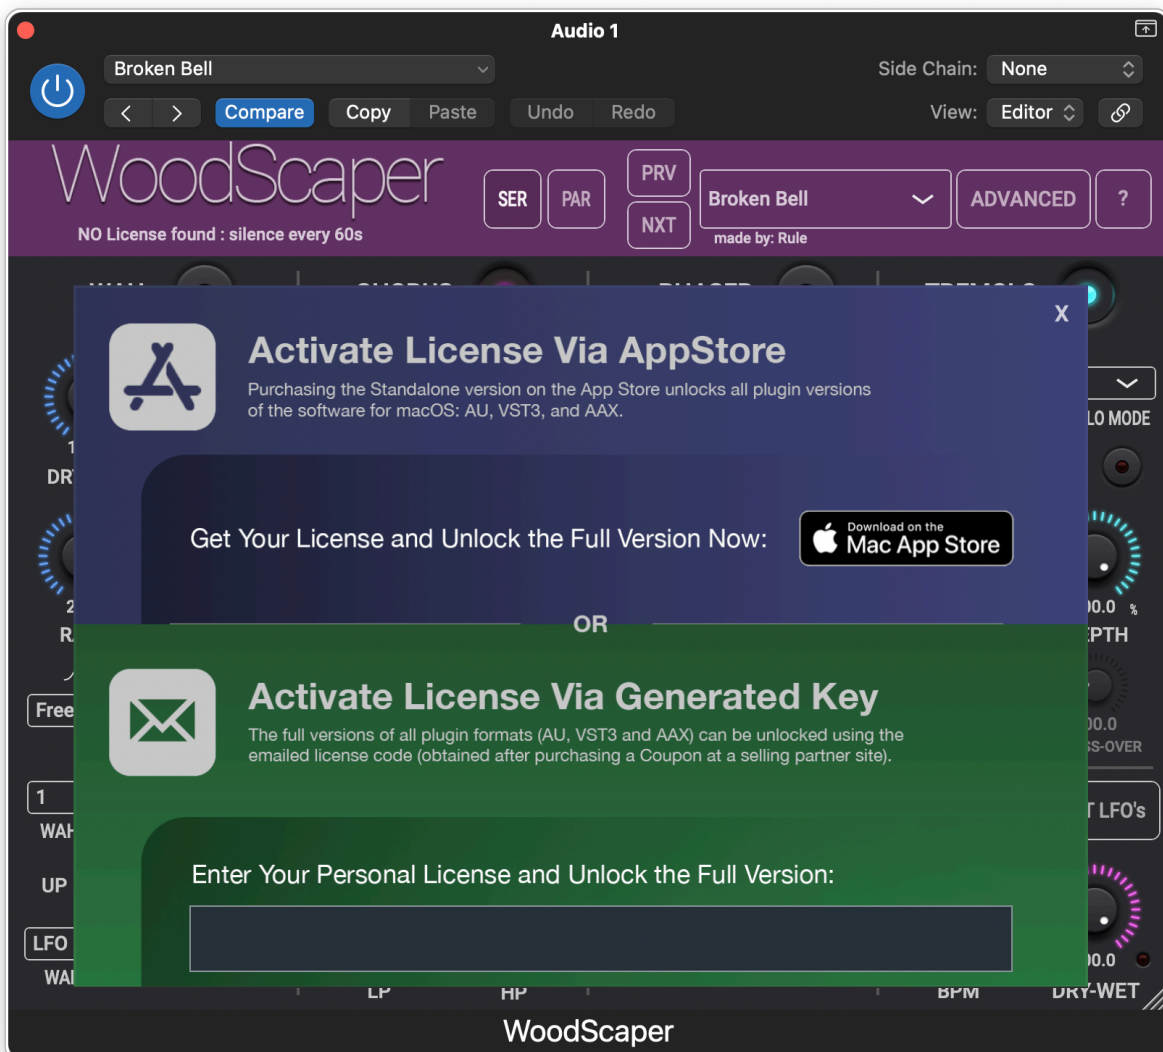 Audio 1
Broken Bell
Side Chain: None
Compare Copy Paste Undo Redo
View: Editor
WoodScaper
NO License found : silence every 60s
SER PAR
PRV
NXT
Broken Bell
made by: Rule
ADVANCED
?
X
Activate License Via AppStore
Purchasing the Standalone version on the App Store unlocks all plugin versions
of the software for macOS: AU, VST3, and AAX.
LO MODE
DR
Get Your License and Unlock the Full Version Now:
Download on the
Mac App Store
2
00.0 %
R
EPTH
OR
Activate License Via Generated Key
The full versions of all plugin formats (AU, VST3 and AAX) can be unlocked using the
emailed license code (obtained after purchasing a Coupon at a selling partner site).
Free
00.0
SS-OVER
1
T LFO's
WAH
Enter Your Personal License and Unlock the Full Version:
UP
LFO
00.0
WAH
LP
HP
BPM
DRY-WET
WoodScaper